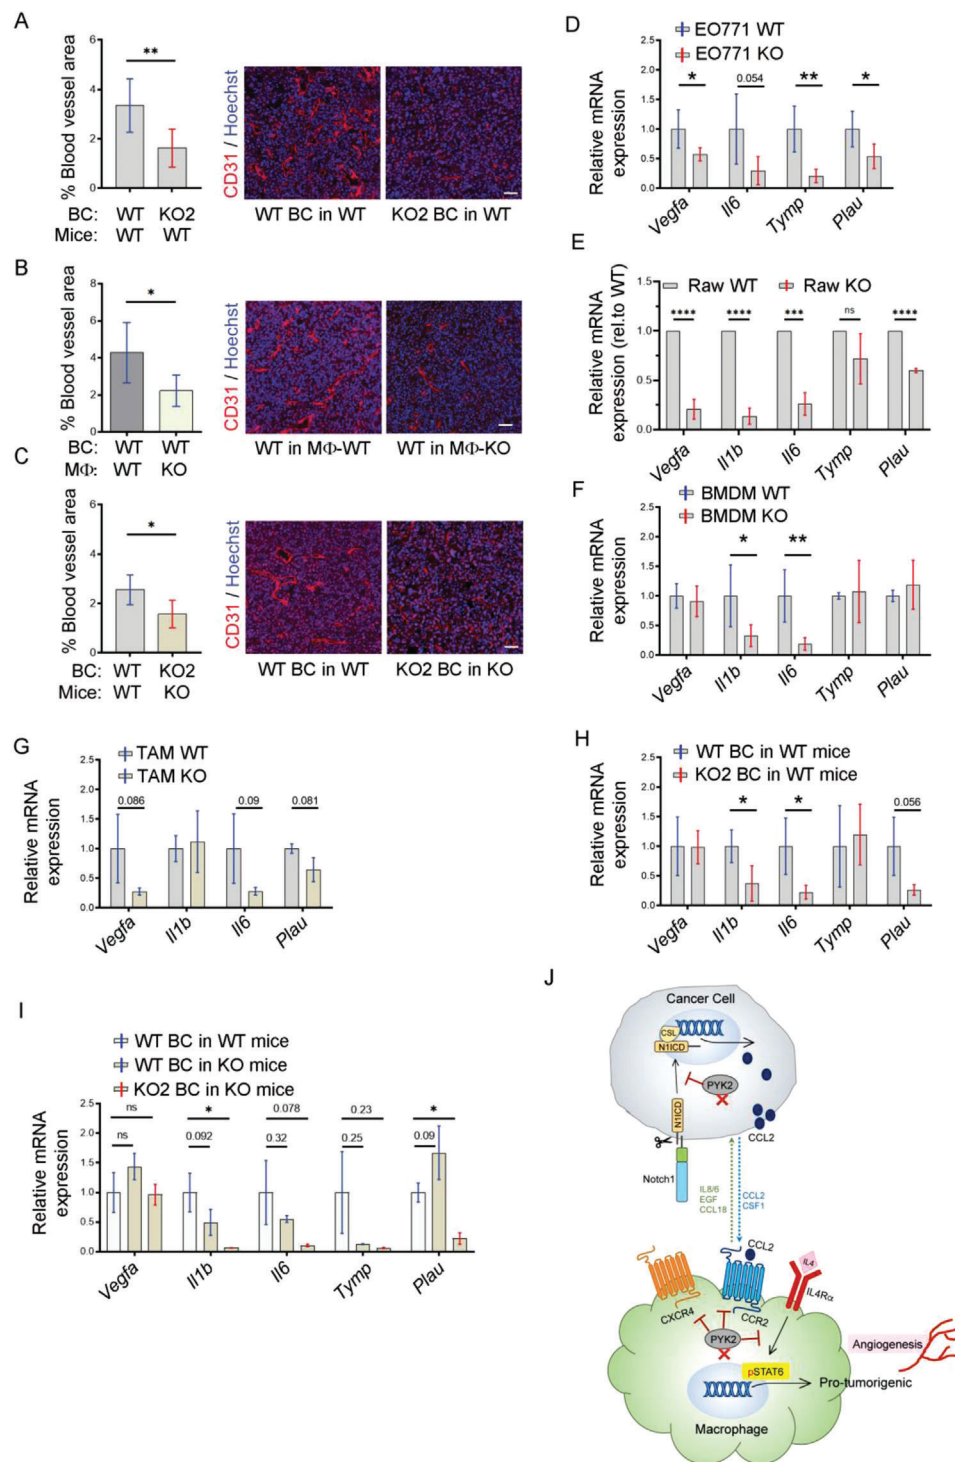 A
% Blood vessel area
6
4
2
0
**
BC: WT KO2
Mice: WT WT
CD31 / Hoechst
WT BC in WT KO2 BC in WT
B
% Blood vessel area
8
6
4
2
0
*
BC: WT WT
MΦ: WT KO
CD31 / Hoechst
WT in MΦ-WT WT in MΦ-KO
C
% Blood vessel area
6
4
2
0
*
BC: WT KO2
Mice: WT KO
CD31 / Hoechst
WT BC in WT KO2 BC in KO
D
EO771 WT
EO771 KO
Relative mRNA
expression
2.5
2.0
1.5
1.0
0.5
0.0
* 0.054 ** *
Vegfa Il6 Tymp Plau
E
Raw WT Raw KO
Relative mRNA
expression (rel.to WT)
1.5
1.0
0.5
0.0
**** **** *** ns ****
Vegfa Il1b Il6 Tymp Plau
F
BMDM WT
BMDM KO
Relative mRNA
expression
2.5
2.0
1.5
1.0
0.5
0.0
* **
Vegfa Il1b Il6 Tymp Plau
G
TAM WT
TAM KO
Relative mRNA
expression
2.5
2.0
1.5
1.0
0.5
0.0
0.086 0.09 0.081
Vegfa Il1b Il6 Plau
H
WT BC in WT mice
KO2 BC in WT mice
Relative mRNA
expression
2.5
2.0
1.5
1.0
0.5
0.0
* * 0.056
Vegfa Il1b Il6 Tymp Plau
I
WT BC in WT mice
WT BC in KO mice
KO2 BC in KO mice
Relative mRNA
expression
2.5
2.0
1.5
1.0
0.5
0.0
ns * 0.078 0.23 *
ns 0.092 0.32 0.25 0.09
Vegfa Il1b Il6 Tymp Plau
J
Cancer Cell
CSL
N1ICD
PYK2
N1ICD
CCL2
Notch1
IL8/6
EGF
CCL18
CCL2
CSF1
CCL2
IL4
IL4Rα
CXCR4
CCR2
PYK2
Angiogenesis
pSTAT6
Pro-tumorigenic
Macrophage